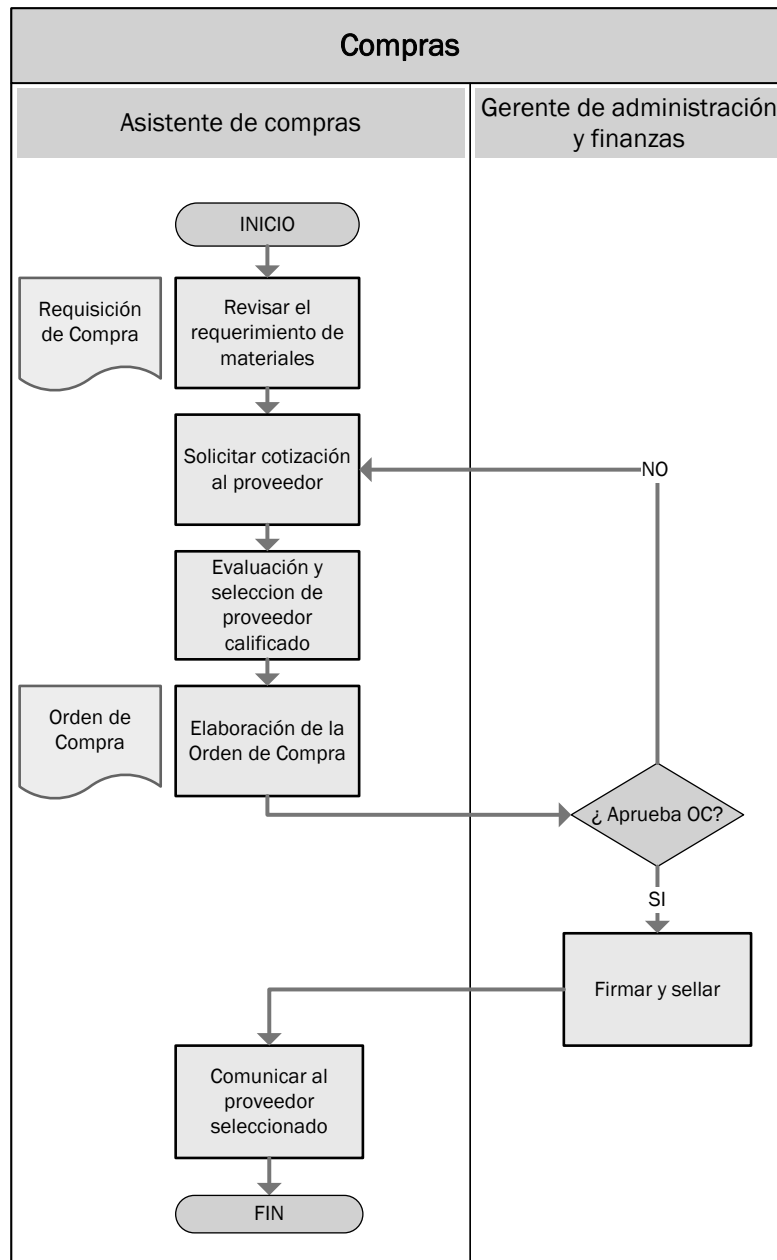 Compras
Asistente de compras
Gerente de administración
y finanzas
INICIO
Requisición
de Compra
Revisar el
requerimiento de
materiales
Solicitar cotización
al proveedor
NO
Evaluación y
seleccion de
proveedor
calificado
Orden de
Compra
Elaboración de la
Orden de Compra
¿ Aprueba OC?
SI
Firmar y sellar
Comunicar al
proveedor
seleccionado
FIN